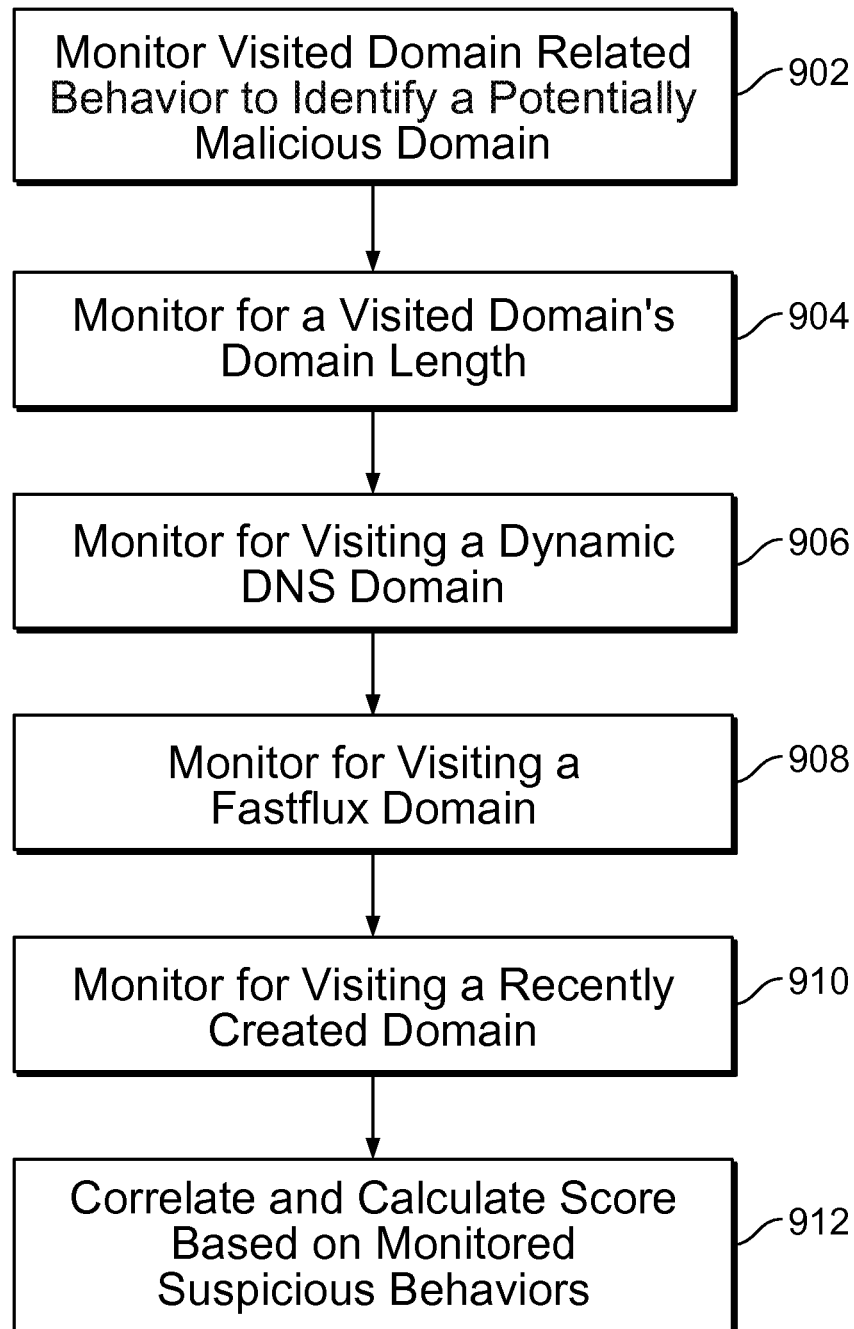 Monitor Visited Domain Related
Behavior to Identify a Potentially
Malicious Domain
902
Monitor for a Visited Domain's
Domain Length
904
Monitor for Visiting a Dynamic
DNS Domain
906
Monitor for Visiting a
Fastflux Domain
908
Monitor for Visiting a Recently
Created Domain
910
Correlate and Calculate Score
Based on Monitored
Suspicious Behaviors
912